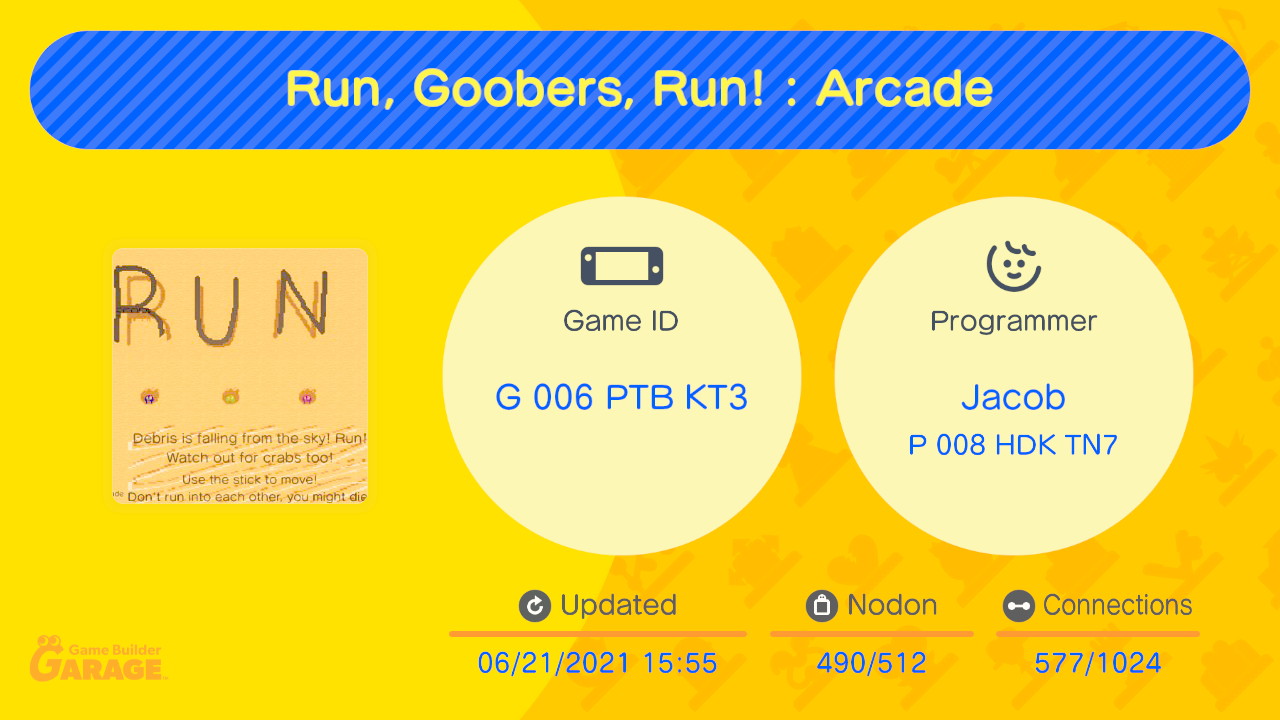 Run, Goobers, Run! : Arcade
RUN
Debris is falling from the sky! Run!
Watch out for crabs too!
Use the stick to move!
Don't run into each other, you might die
Game ID
G 006 PTB KT3
Programmer
Jacob
P 008 HDK TN7
Updated
06/21/2021 15:55
Nodon
490/512
Connections
577/1024
Game Builder
GARAGE